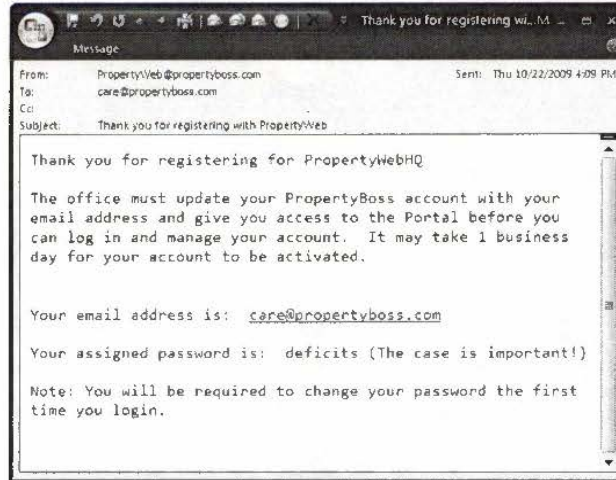 Thank you for registering wi... M
Message
From: PropertyWeb@propertyboss.com Sent: Thu 10/22/2009 4:09 PM
To: care@propertyboss.com
Cc:
Subject: Thank you for registering with PropertyWeb
Thank you for registering for PropertyWebHQ
The office must update your PropertyBoss account with your
email address and give you access to the Portal before you
can log in and manage your account. It may take 1 business
day for your account to be activated.
Your email address is: care@propertyboss.com
Your assigned password is: deficits (The case is important!)
Note: You will be required to change your password the first
time you login.